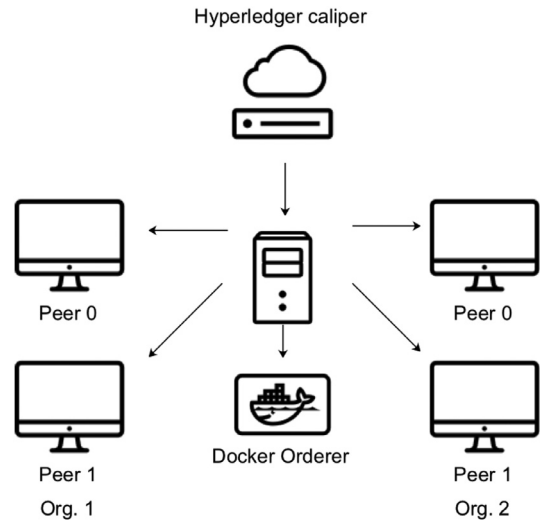 Hyperledger caliper
Peer 0
Peer 0
Docker Orderer
Peer 1
Peer 1
Org. 1
Org. 2